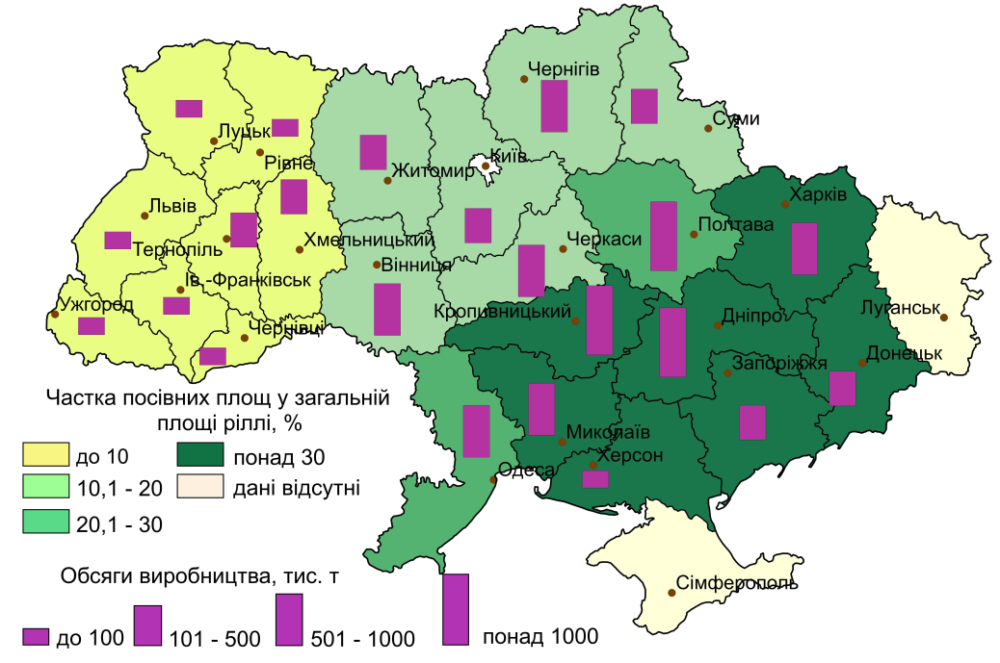 Чернігів
Суми
Луцьк
Рівне
Київ
Житомир
Львів
Харків
Тернопіль
Хмельницький
Черкаси
Полтава
Вінниця
Ів.-Франківськ
Ужгород
Чернівці
Кропивницький
Дніпро
Луганськ
Донецьк
Запоріжжя
Миколаїв
Херсон
Одеса
Сімферополь
Частка посівних площ у загальній
площі ріллі, %
до 10
понад 30
10,1 - 20
дані відсутні
20,1 - 30
Обсяги виробництва, тис. т
до 100
101 - 500
501 - 1000
понад 1000